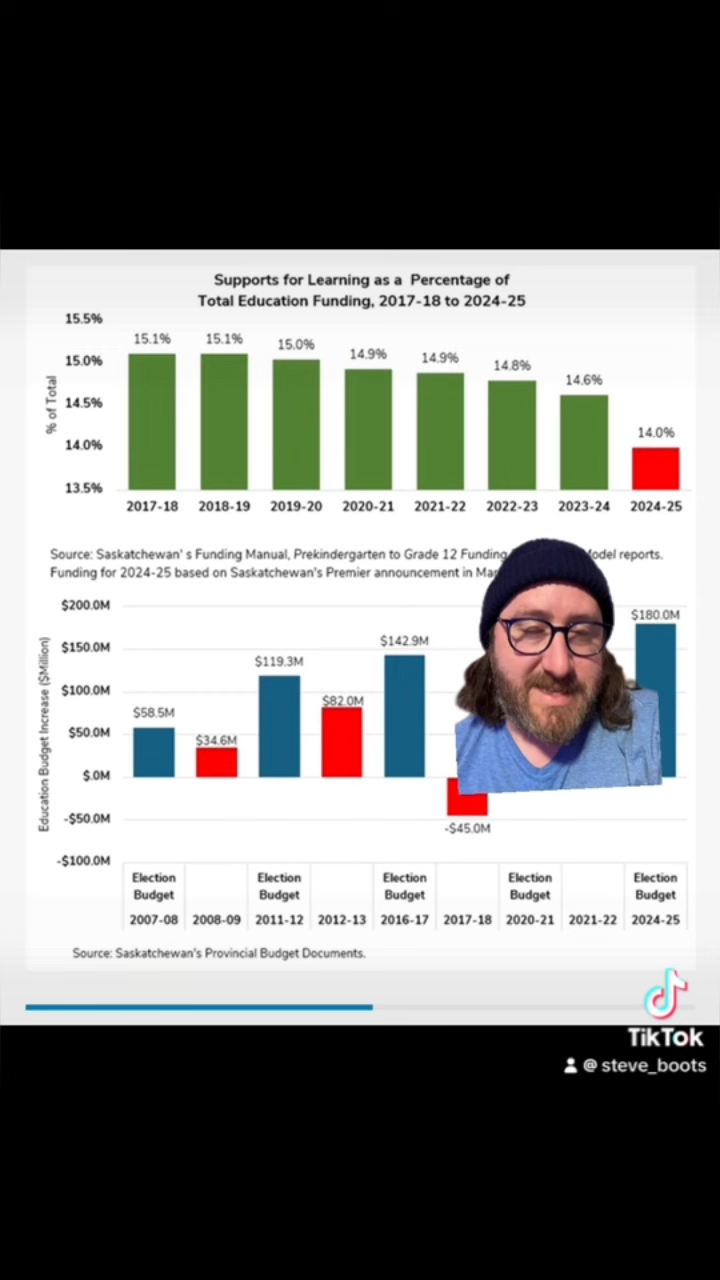 Supports for Learning as a Percentage of
Total Education Funding, 2017-18 to 2024-25
% of Total
15.5%
15.0%
14.5%
14.0%
13.5%
15.1%
15.1%
15.0%
14.9%
14.9%
14.8%
14.6%
14.0%
2017-18 2018-19 2019-20 2020-21 2021-22 2022-23 2023-24 2024-25
Source: Saskatchewan' s Funding Manual, Prekindergarten to Grade 12 Funding reports.
Funding for 2024-25 based on Saskatchewan's Premier announcement in
Education Budget Increase ($Million)
$200.0M
$150.0M
$100.0M
$50.0M
$.0M
-$50.0M
-$100.0M
$58.5M
$34.6M
$119.3M
$82.0M
$142.9M
-$45.0M
$180.0M
Election Budget 2007-08
2008-09
Election Budget 2011-12
2012-13
Election Budget 2016-17
2017-18
Election Budget 2020-21
2021-22
Election Budget 2024-25
Source: Saskatchewan's Provincial Budget Documents.
TikTok
@ steve_boots